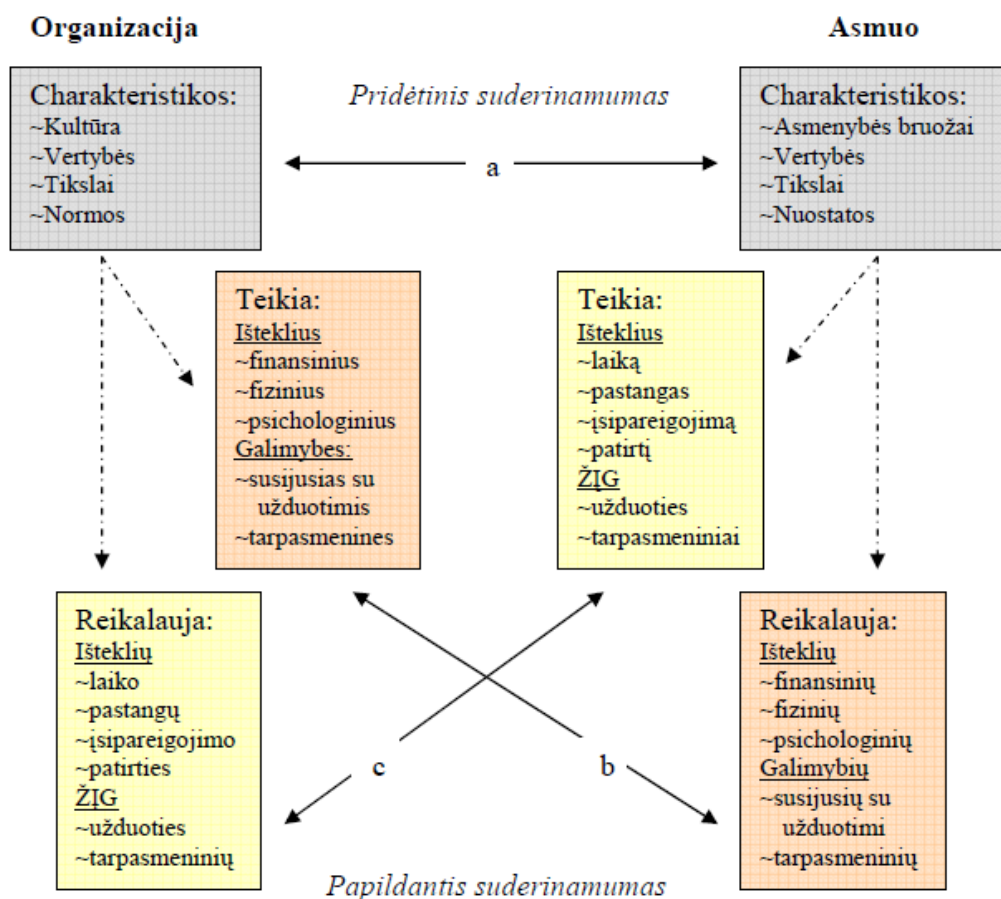 Organizacija
Asmuo
Charakteristikos:
~Kultūra
~Vertybės
~Tikslai
~Normos
Pridėtinis suderinamumas
a
Charakteristikos:
~Asmenybės bruožai
~Vertybės
~Tikslai
~Nuostatos
Teikia:
Išteklius
~finansinius
~fizinius
~psichologinius
Galimybes:
~susijusias su
užduotimis
~tarpasmenines
Teikia:
Išteklius
~laiką
~pastangas
~įsipareigojimą
~patirtį
ŽĮG
~užduoties
~tarpasmeniniai
Reikalauja:
Išteklių
~laiko
~pastangų
~įsipareigojimo
~patirties
ŽĮG
~užduoties
~tarpasmeninių
c
b
Reikalauja:
Išteklių
~finansinių
~fizinių
~psichologinių
Galimybių
~susijusių su
užduotimi
~tarpasmeninių
Papildantis suderinamumas